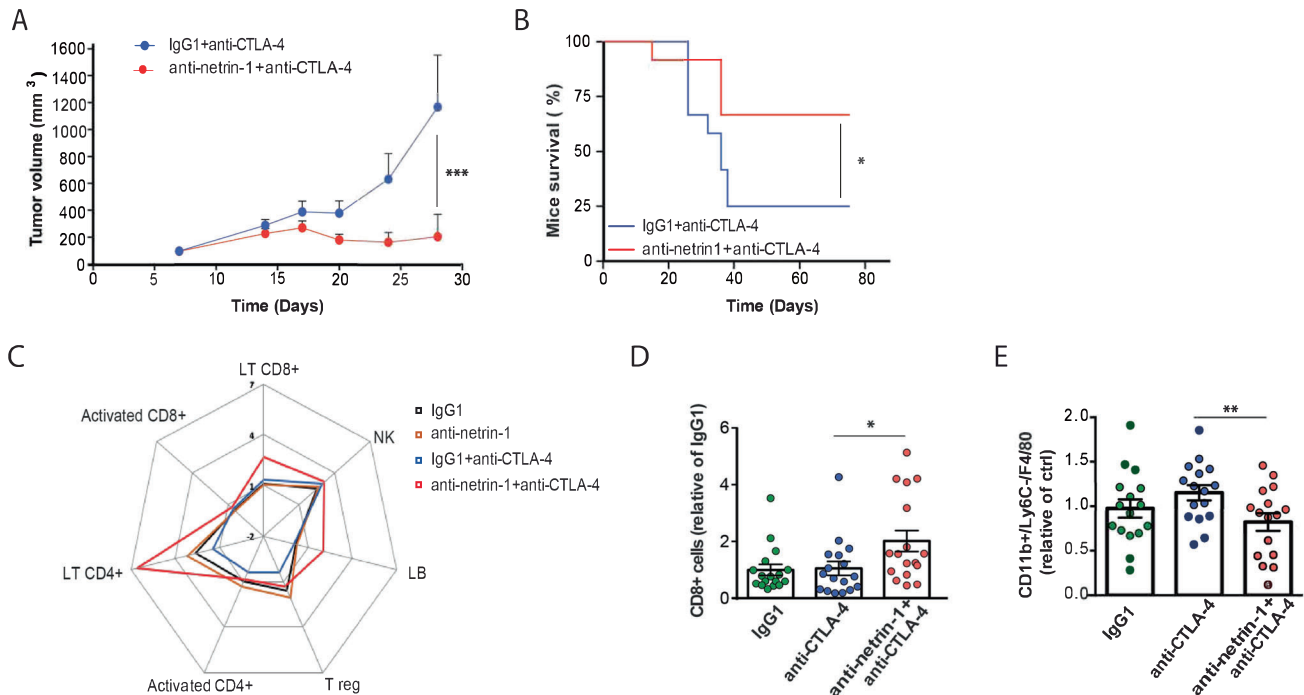 A
IgG1+anti-CTLA-4
anti-netrin-1+anti-CTLA-4
Tumor volume (mm 3)
1600
1400
1200
1000
800
600
400
200
0
0 5 10 15 20 25 30
Time (Days)
***
B
Mice survival ( %)
100
75
50
25
0
0 20 40 60 80
Time (Days)
IgG1+anti-CTLA-4
anti-netrin1+anti-CTLA-4
*
C
LT CD8+
NK
LB
T reg
Activated CD4+
LT CD4+
Activated CD8+
7
4
1
-2
IgG1
anti-netrin-1
IgG1+anti-CTLA-4
anti-netrin-1+anti-CTLA-4
D
CD8+ cells (relative of IgG1)
6
4
2
0
*
IgG1
anti-CTLA-4
anti-netrin-1+
anti-CTLA-4
E
CD11b+/Ly6C-/F4/80
(relative of ctrl)
2.0
1.5
1.0
0.5
0.0
**
IgG1
anti-CTLA-4
anti-netrin-1+
anti-CTLA-4